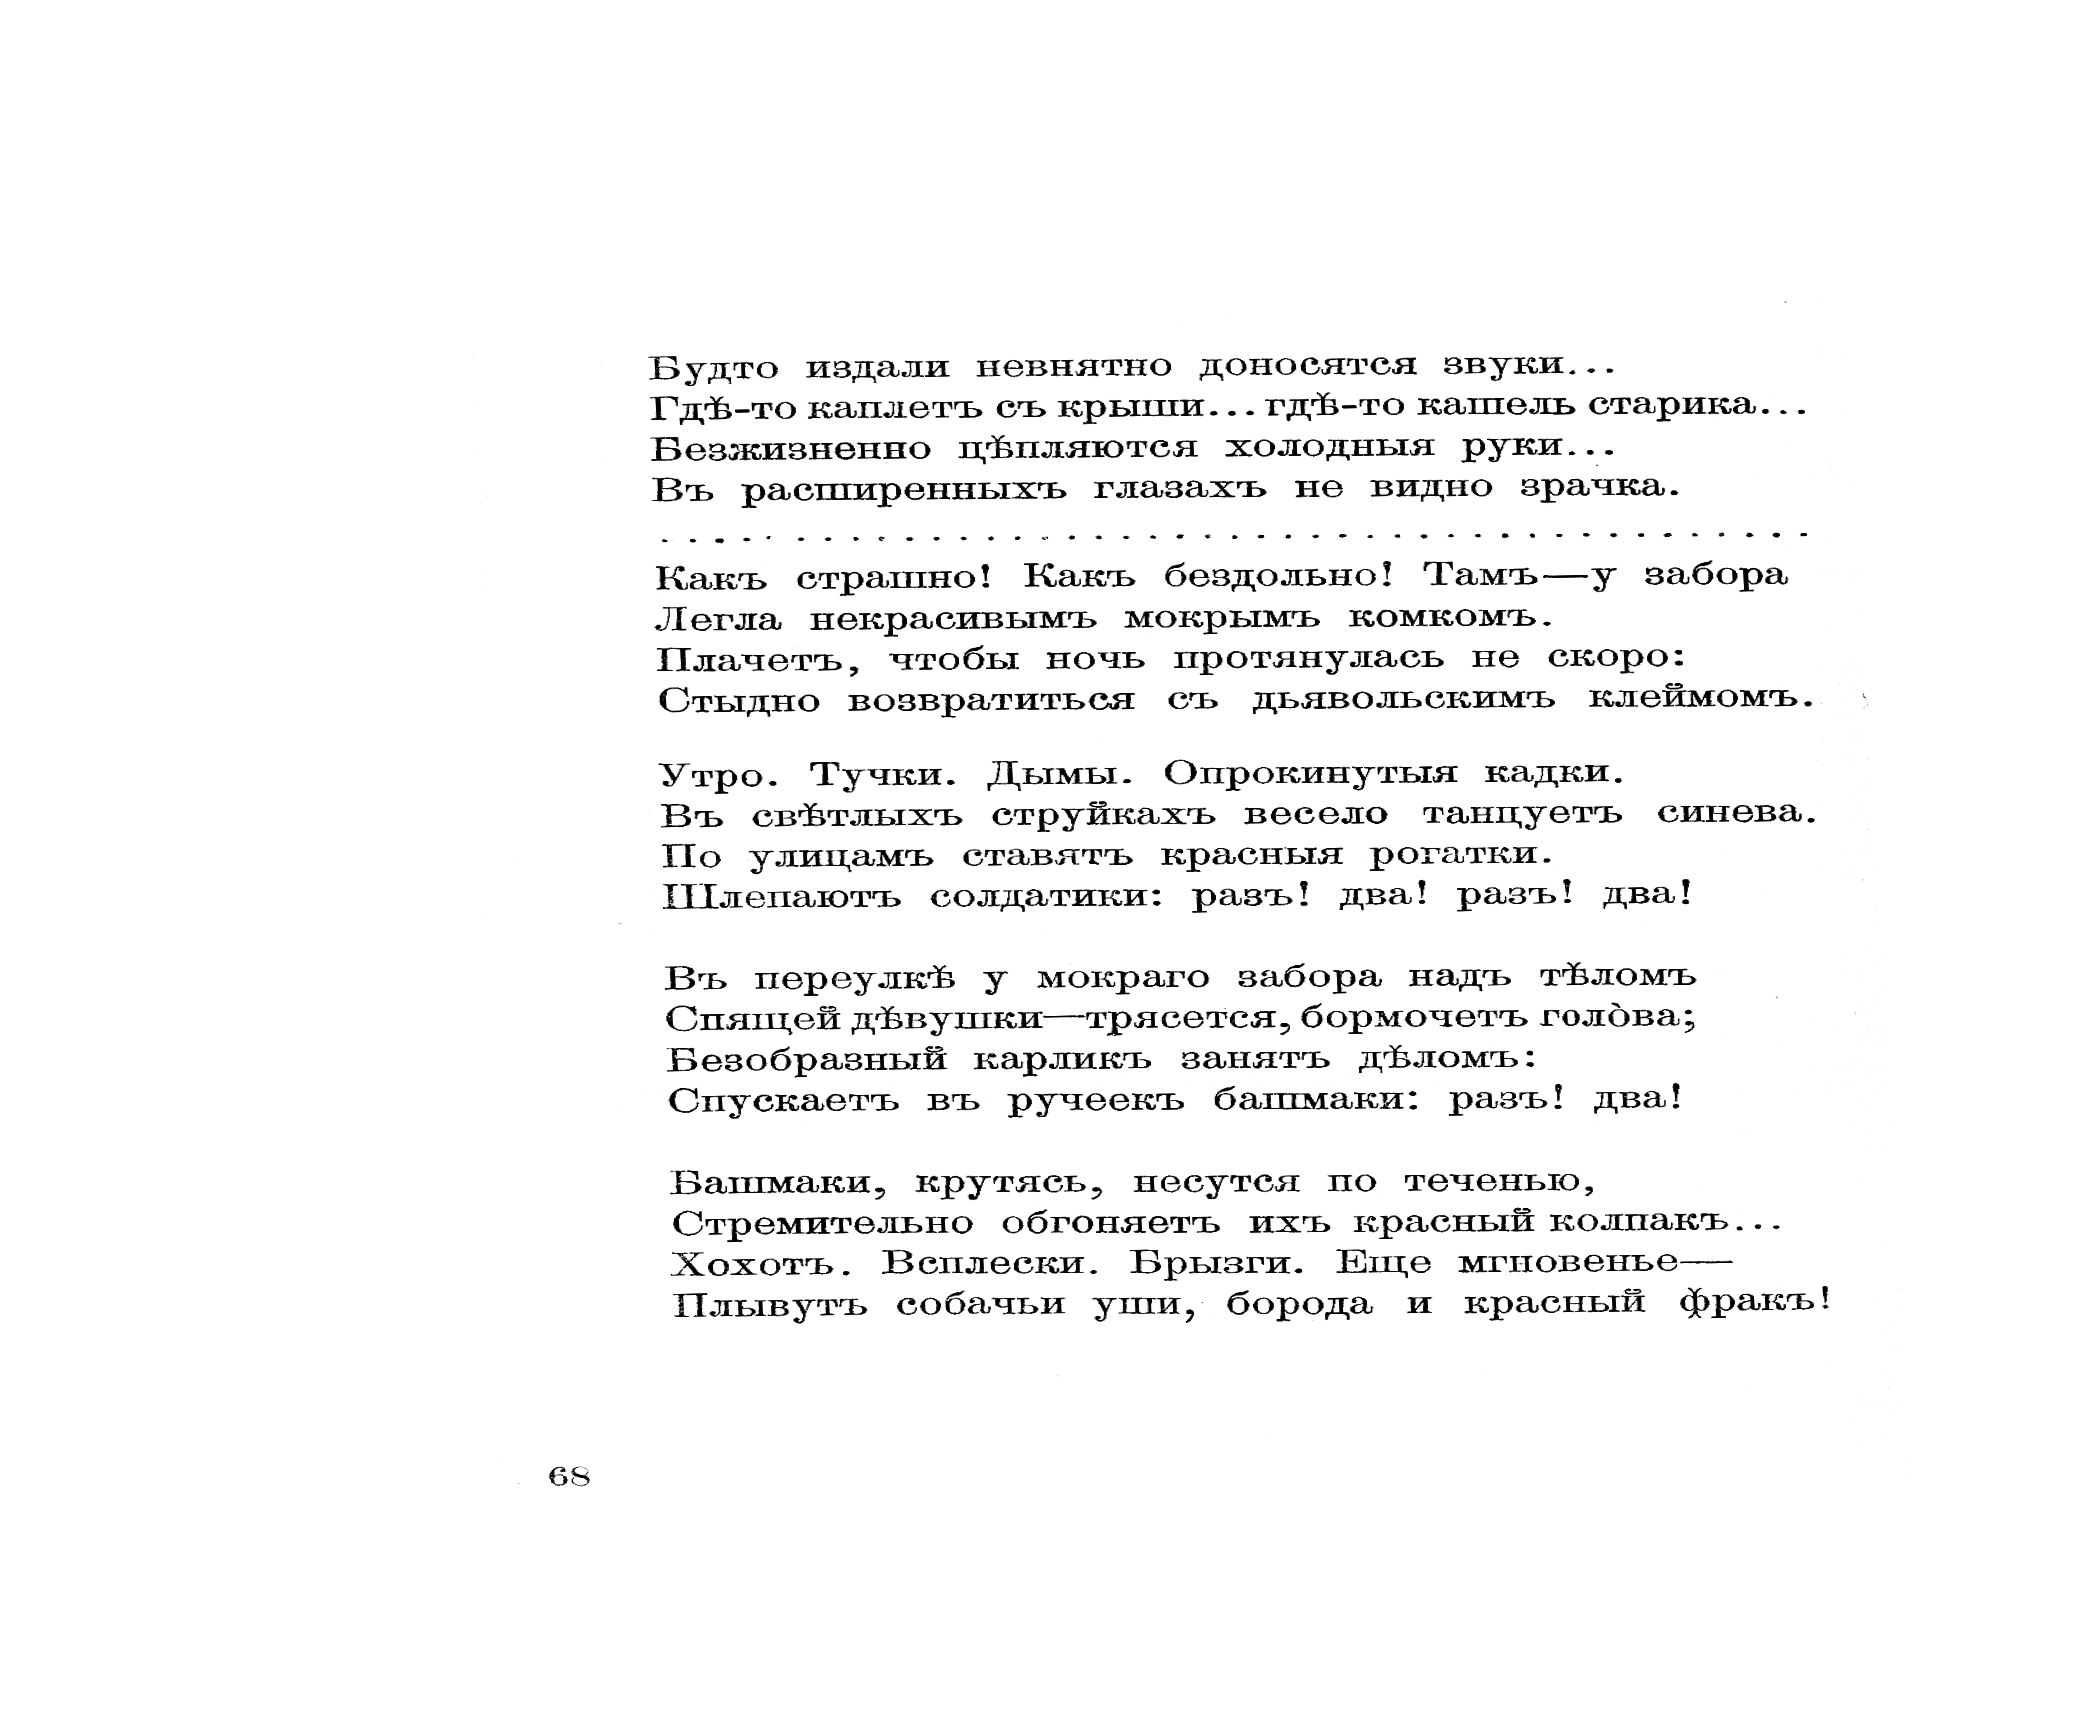 Будто издали невнятно доносятся звуки...
Гдѣ-то каплетъ съ крыши... гдѣ-то кашель старика...
Безжизненно цѣпляются холодныя руки...
Въ расширенныхъ глазахъ не видно зрачка.
. . . . . . . . . . . . . . . . . . . . . . . . . . . . . . . . . . . . . . . . . . .
Какъ страшно! Какъ бездольно! Тамъ—у забора
Легла некрасивымъ мокрымъ комкомъ.
Плачетъ, чтобы ночь протянулась не скоро:
Стыдно возвратиться съ дьявольскимъ клеймомъ.
Утро. Тучки. Дымы. Опрокинутыя кадки.
Въ свѣтлыхъ струйкахъ весело танцуетъ синева.
По улицамъ ставятъ красныя рогатки.
Шлепаютъ солдатики: разъ! два! разъ! два!
Въ переулкѣ у мокраго забора надъ тѣломъ
Спящей дѣвушки—трясется, бормочетъ голо̀ва;
Безобразный карликъ занятъ дѣломъ:
Спускаетъ въ ручеекъ башмаки: разъ! два!
Башмаки, крутясь, несутся по теченью,
Стремительно обгоняетъ ихъ красный колпакъ...
Хохотъ. Всплески. Брызги. Еще мгновенье—
Плывутъ собачьи уши, борода и красный фракъ!
68